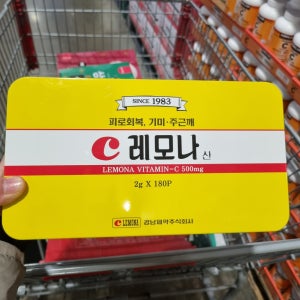 SINCE 1983
피로회복, 기미·주근깨
C 레모나 산
LEMONA VITAMIN-C 500mg
2g X 180P
C LEMONA 경남제약주식회사